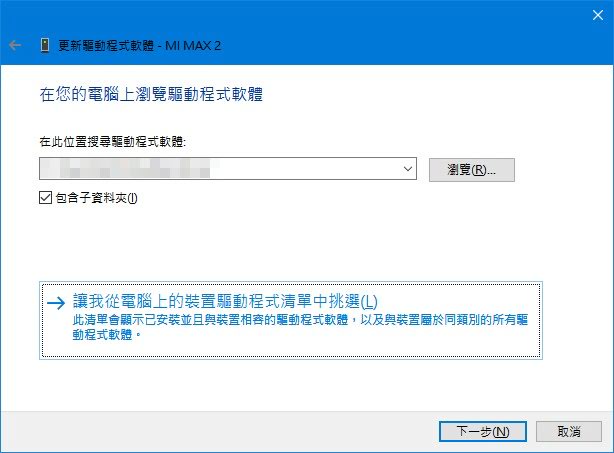 更新驅動程式軟體 - MI MAX 2
在您的電腦上瀏覽驅動程式軟體
在此位置搜尋驅動程式軟體:
瀏覽(R)...
包含子資料夾(I)
讓我從電腦上的裝置驅動程式清單中挑選(L)
此清單會顯示已安裝並且與裝置相容的驅動程式軟體，以及與裝置屬於同類別的所有驅
動程式軟體。
下一步(N)
取消